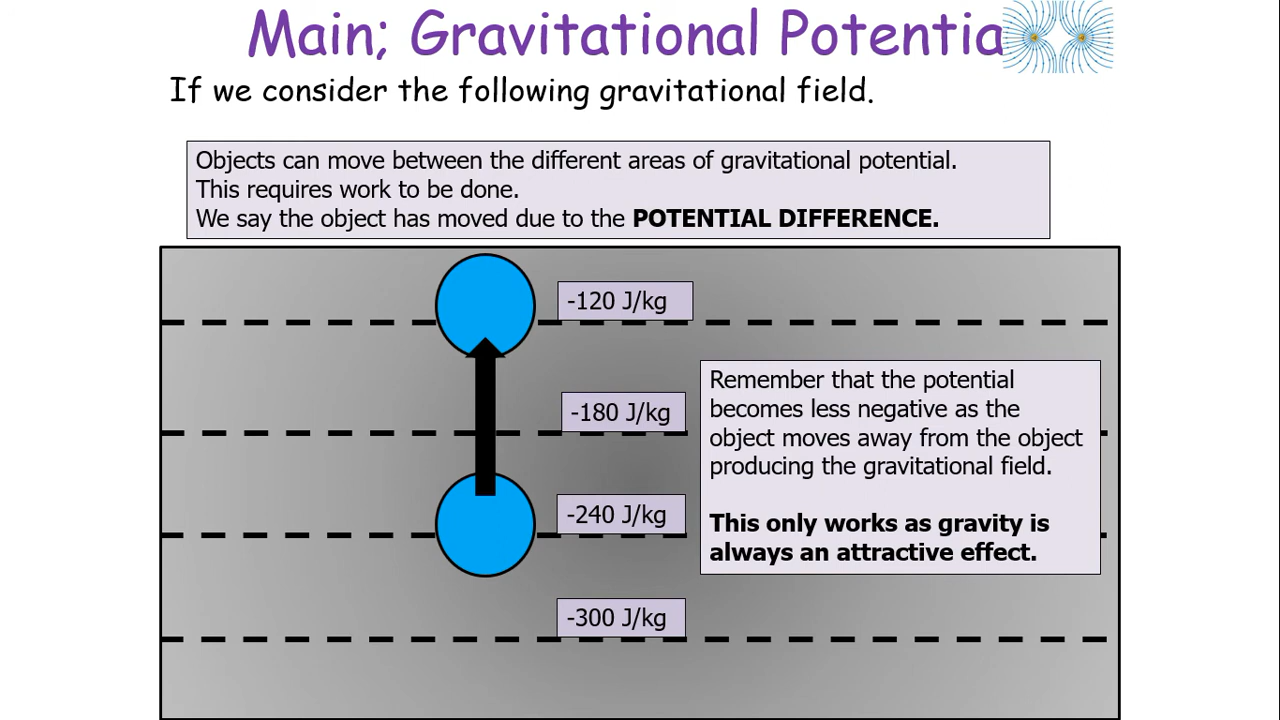 Main; Gravitational Potentia
If we consider the following gravitational field.
Objects can move between the different areas of gravitational potential.
This requires work to be done.
We say the object has moved due to the POTENTIAL DIFFERENCE.
-120 J/kg
-180 J/kg
Remember that the potential
becomes less negative as the
object moves away from the object
producing the gravitational field.
This only works as gravity is
always an attractive effect.
-240 J/kg
-300 J/kg